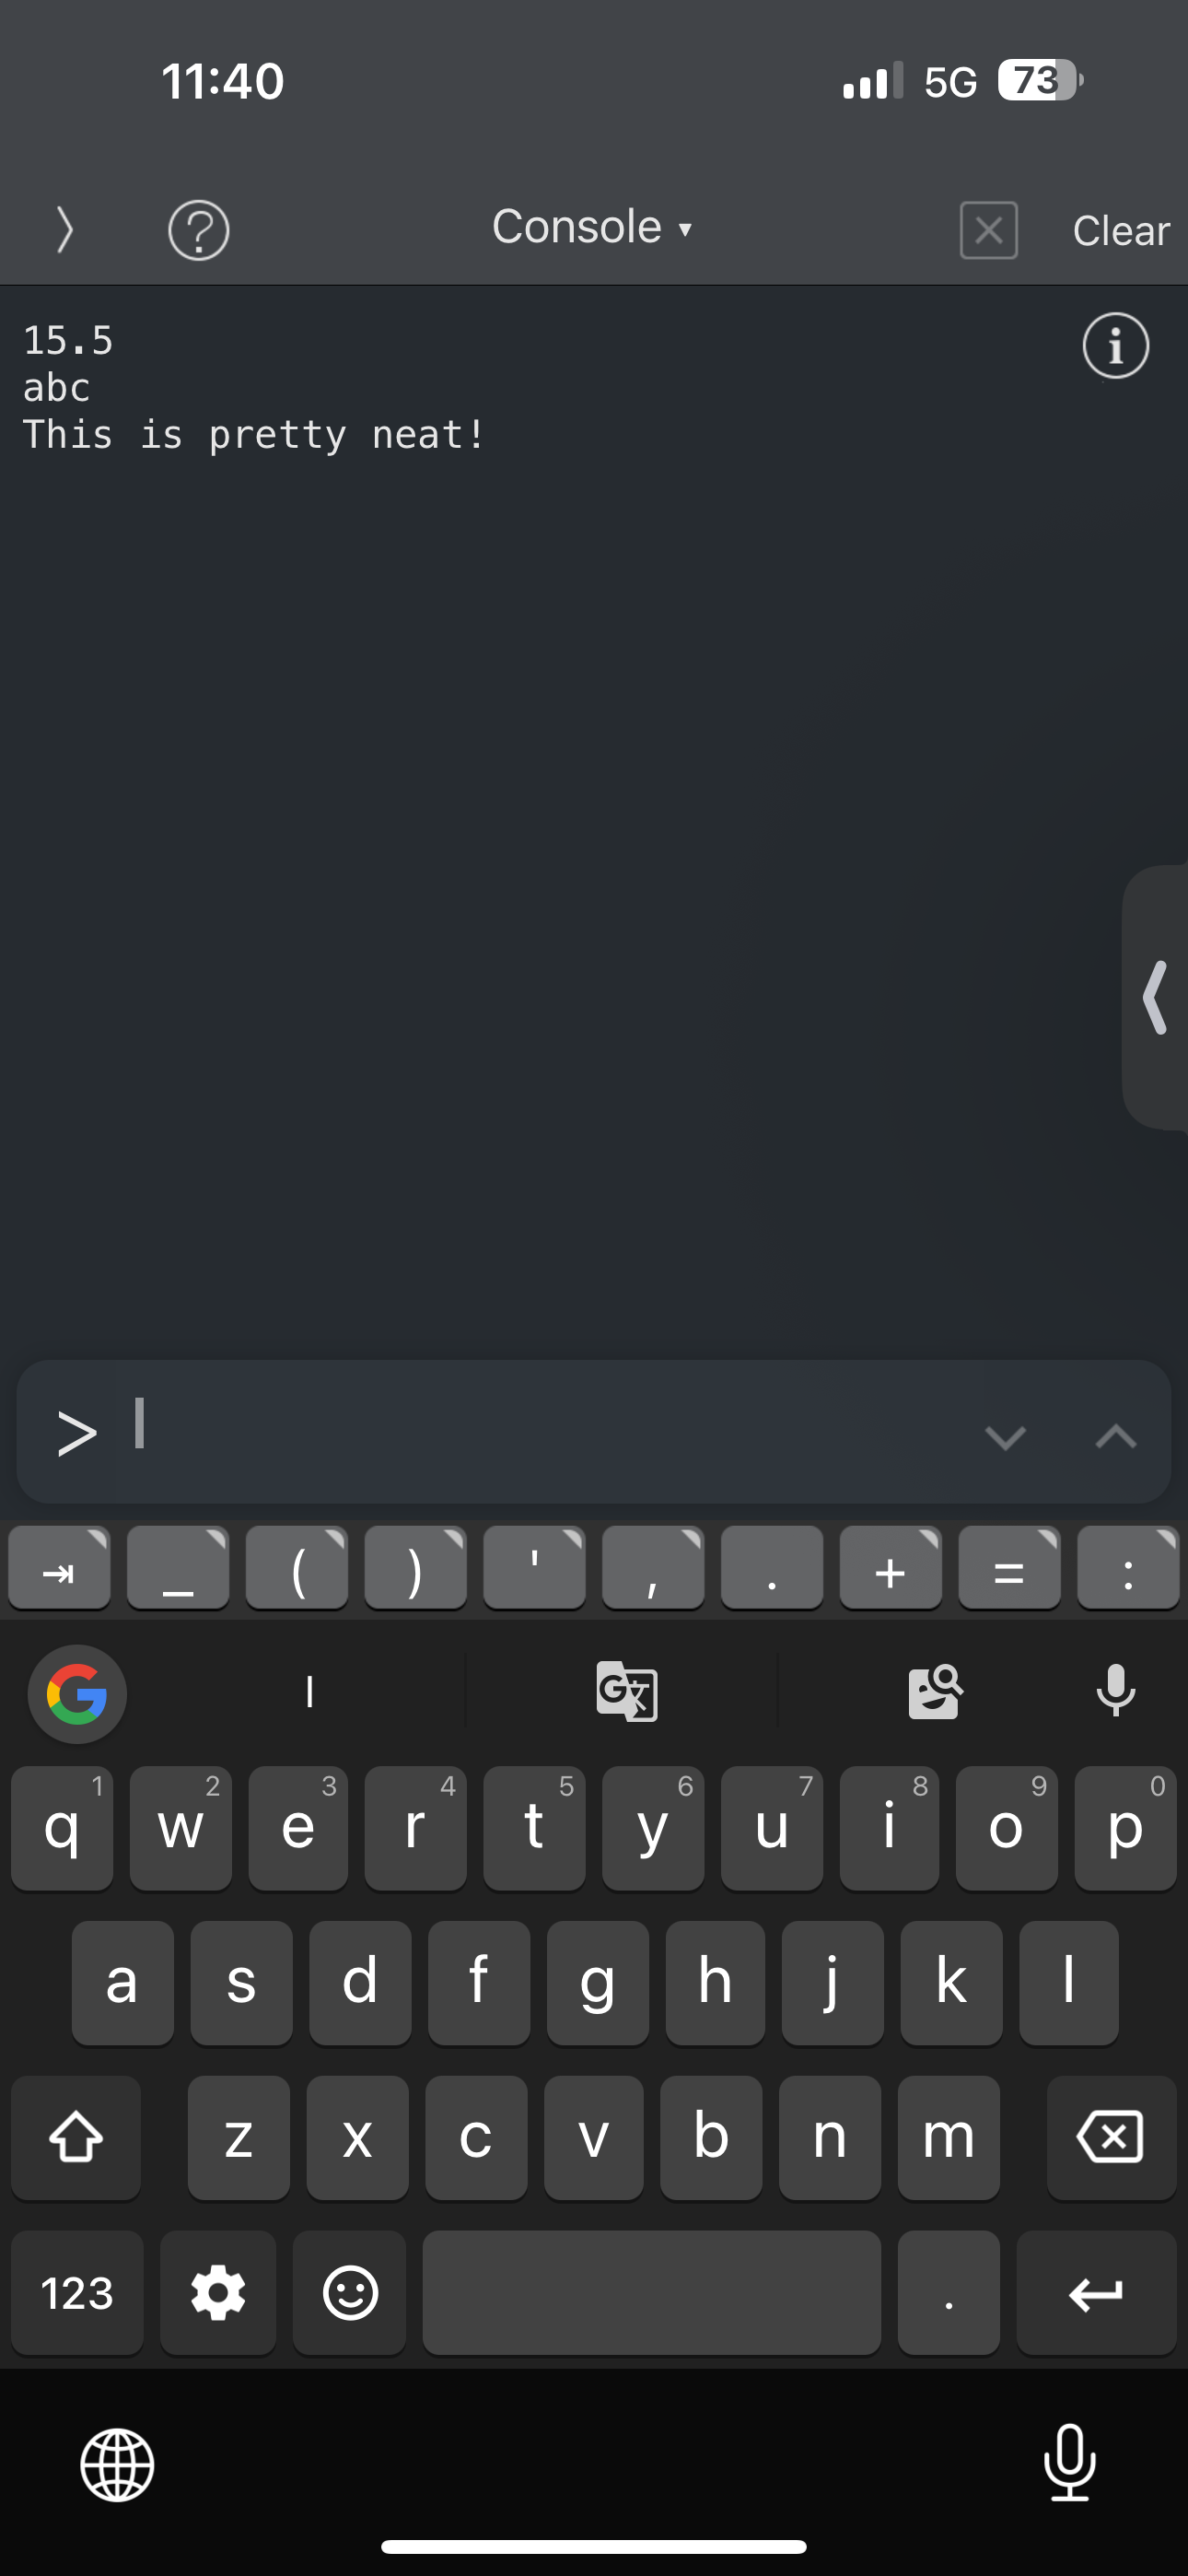 11:40 5G 73
Console ▾ Clear
15.5
abc
This is pretty neat!
>
_ ( ) ' , . + = :
I
1 2 3 4 5 6 7 8 9 0
q w e r t y u i o p
a s d f g h j k l
z x c v b n m
123 .